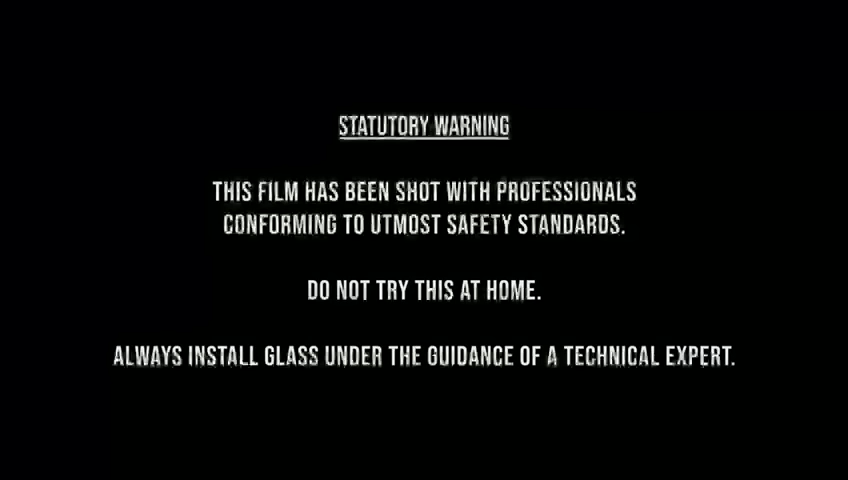 STATUTORY WARNING
THIS FILM HAS BEEN SHOT WITH PROFESSIONALS
CONFORMING TO UTMOST SAFETY STANDARDS.
DO NOT TRY THIS AT HOME.
ALWAYS INSTALL GLASS UNDER THE GUIDANCE OF A TECHNICAL EXPERT.